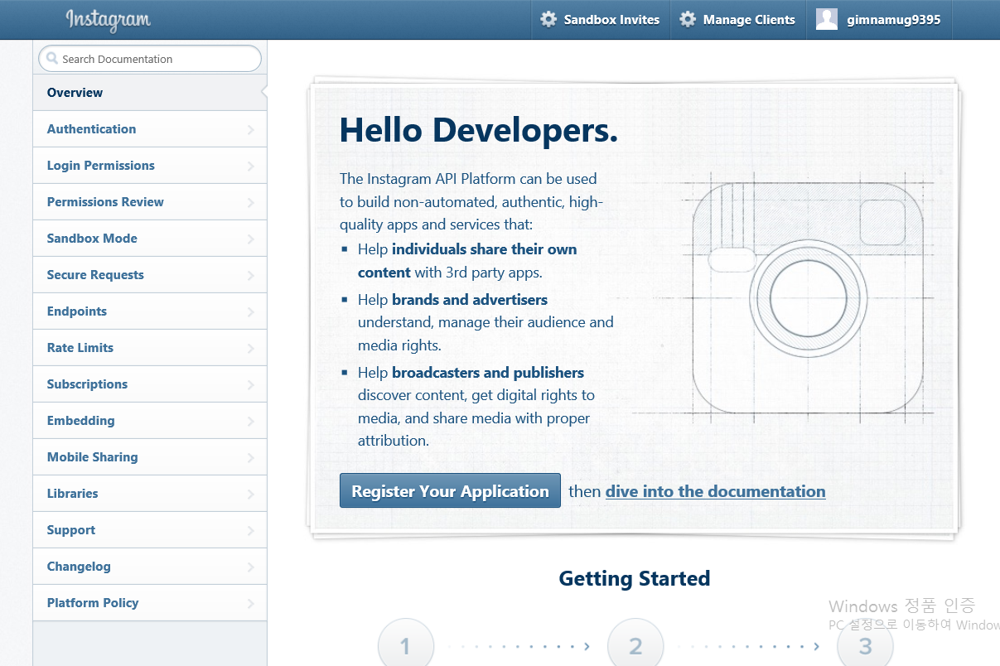 Instagram
Sandbox Invites
Manage Clients
gimnamug9395
Search Documentation
Overview
Authentication
Login Permissions
Permissions Review
Sandbox Mode
Secure Requests
Endpoints
Rate Limits
Subscriptions
Embedding
Mobile Sharing
Libraries
Support
Changelog
Platform Policy
Hello Developers.
The Instagram API Platform can be used
to build non-automated, authentic, high-
quality apps and services that:
Help individuals share their own
content with 3rd party apps.
Help brands and advertisers
understand, manage their audience and
media rights.
Help broadcasters and publishers
discover content, get digital rights to
media, and share media with proper
attribution.
Register Your Application then dive into the documentation
Getting Started
1
2
3
Windows 정품 인증
PC 설정으로 이동하여 Window